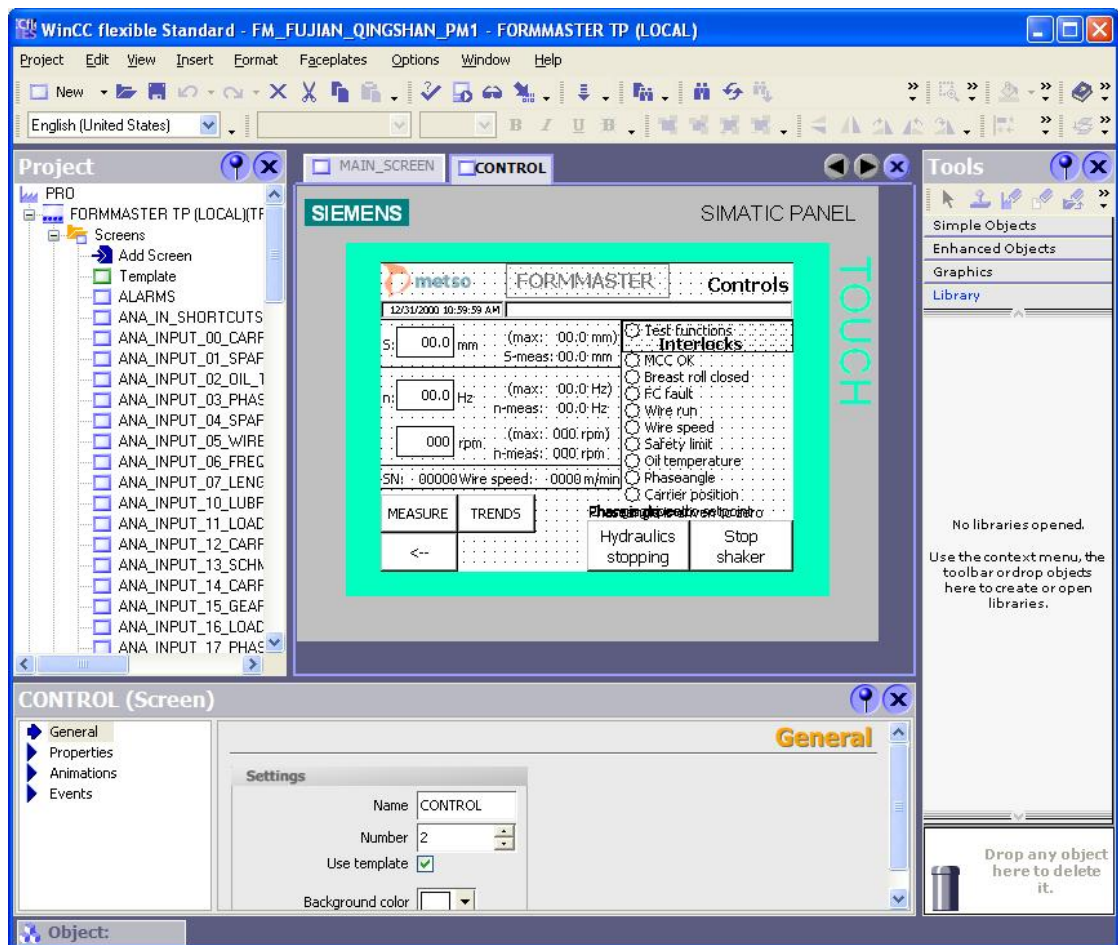 WinCC flexible Standard - FM_FUJIAN_QINGSHAN_PM1 - FORMMASTER TP (LOCAL)
Project Edit View Insert Format Faceplates Options Window Help
New
English (United States)
B I U B
Project
PRO
FORMMASTER TP (LOCAL)(TF
Screens
Add Screen
Template
ALARMS
ANA_IN_SHORTCUTS
ANA_INPUT_00_CARF
ANA_INPUT_01_SPAF
ANA_INPUT_02_OIL_T
ANA_INPUT_03_PHAS
ANA_INPUT_04_SPAF
ANA_INPUT_05_WIRE
ANA_INPUT_06_FREQ
ANA_INPUT_07_LENG
ANA_INPUT_10_LUBF
ANA_INPUT_11_LOAD
ANA_INPUT_12_CARF
ANA_INPUT_13_SCHM
ANA_INPUT_14_CARF
ANA_INPUT_15_GEAF
ANA_INPUT_16_LOAD
ANA_INPUT_17_PHAS
MAIN_SCREEN CONTROL
SIEMENS SIMATIC PANEL
TOUCH
metso FORMMASTER Controls
12/31/2000 10:59:59 AM
S: 00.0 mm (max: 00.0 mm)
S-meas: 00.0 mm
n: 00.0 Hz (max: 00.0 Hz)
n-meas: 00.0 Hz
000 rpm (max: 000 rpm)
n-meas: 000 rpm
SN: 00000 Wire speed: 0000 m/min
Test functions
Interlocks
MCC OK
Breast roll closed
FC fault
Wire run
Wire speed
Safety limit
Oil temperature
Phaseangle
Carrier position
MEASURE TRENDS
<--
Hydraulics stopping
Stop shaker
Tools
Simple Objects
Enhanced Objects
Graphics
Library
No libraries opened.
Use the context menu, the
toolbar or drop objects
here to create or open
libraries.
Drop any object
here to delete
it.
CONTROL (Screen)
General
Properties
Animations
Events
General
Settings
Name CONTROL
Number 2
Use template
Background color
Object: